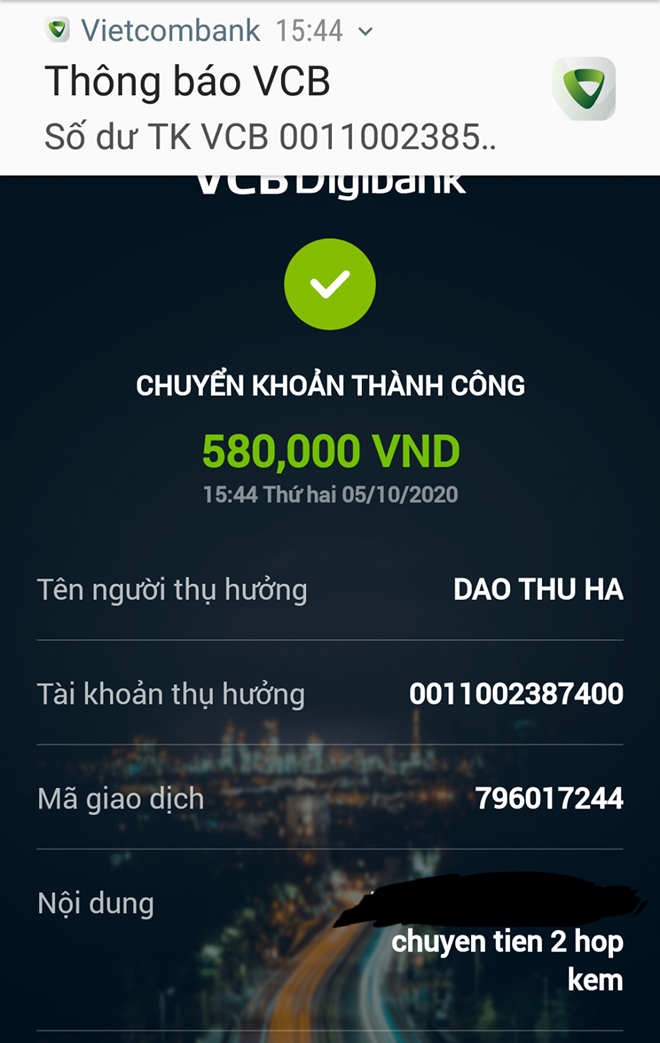 Vietcombank 15:44
Thông báo VCB
Số dư TK VCB 0011002385..
VCB Digibank
CHUYỂN KHOẢN THÀNH CÔNG
580,000 VND
15:44 Thứ hai 05/10/2020
Tên người thụ hưởng DAO THU HA
Tài khoản thụ hưởng 0011002387400
Mã giao dịch 796017244
Nội dung
chuyen tien 2 hop
kem